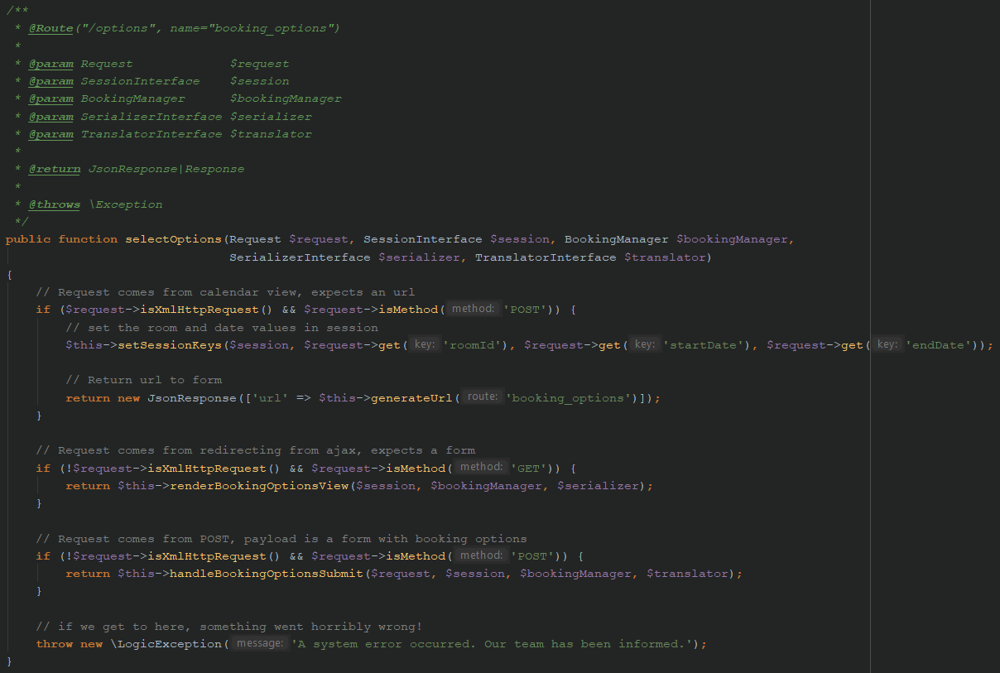 /**
 * @Route("/options", name="booking_options")
 *
 * @param Request             $request
 * @param SessionInterface    $session
 * @param BookingManager      $bookingManager
 * @param SerializerInterface $serializer
 * @param TranslatorInterface $translator
 *
 * @return JsonResponse|Response
 *
 * @throws \Exception
 */
public function selectOptions(Request $request, SessionInterface $session, BookingManager $bookingManager,
                              SerializerInterface $serializer, TranslatorInterface $translator)
{
    // Request comes from calendar view, expects an url
    if ($request->isXmlHttpRequest() && $request->isMethod( method: 'POST')) {
        // set the room and date values in session
        $this->setSessionKeys($session, $request->get( key: 'roomId'), $request->get( key: 'startDate'), $request->get( key: 'endDate'));

        // Return url to form
        return new JsonResponse(['url' => $this->generateUrl( route: 'booking_options')]);
    }

    // Request comes from redirecting from ajax, expects a form
    if (!$request->isXmlHttpRequest() && $request->isMethod( method: 'GET')) {
        return $this->renderBookingOptionsView($session, $bookingManager, $serializer);
    }

    // Request comes from POST, payload is a form with booking options
    if (!$request->isXmlHttpRequest() && $request->isMethod( method: 'POST')) {
        return $this->handleBookingOptionsSubmit($request, $session, $bookingManager, $translator);
    }

    // if we get to here, something went horribly wrong!
    throw new \LogicException( message: 'A system error occurred. Our team has been informed.');
}